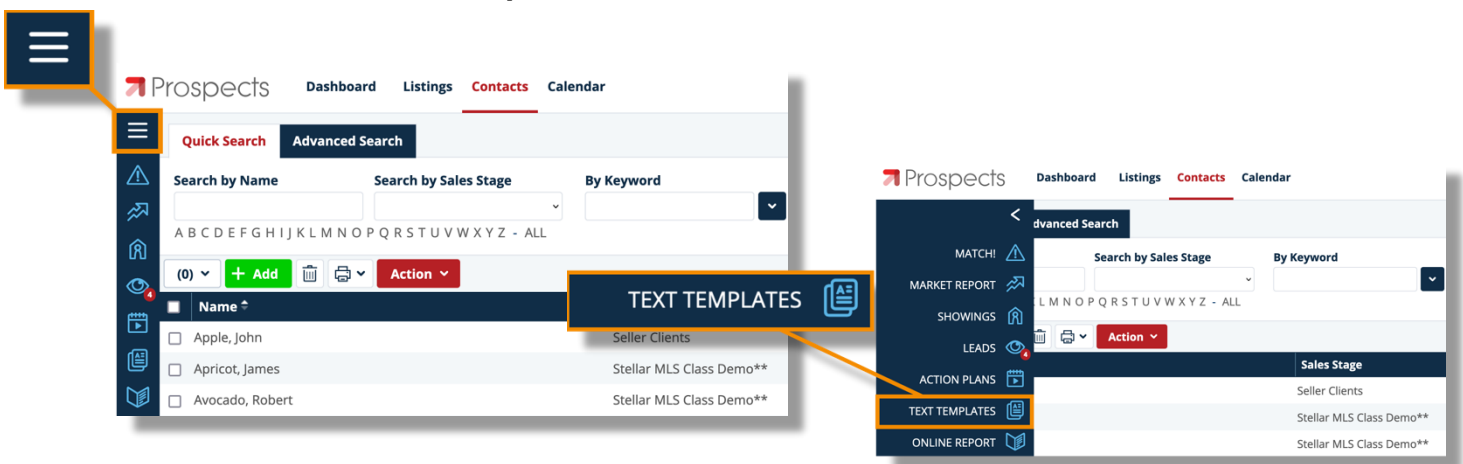 Prospects Dashboard Listings Contacts Calendar
Quick Search Advanced Search
Search by Name Search by Sales Stage By Keyword
A B C D E F G H I J K L M N O P Q R S T U V W X Y Z - ALL
(0) + Add Action
4
Name
Apple, John Seller Clients
Apricot, James Stellar MLS Class Demo**
Avocado, Robert Stellar MLS Class Demo**
TEXT TEMPLATES
Prospects Dashboard Listings Contacts Calendar
dvanced Search
MATCH! Search by Sales Stage By Keyword
MARKET REPORT
L M N O P Q R S T U V W X Y Z - ALL
SHOWINGS
Action
LEADS 4
Sales Stage
ACTION PLANS Seller Clients
TEXT TEMPLATES Stellar MLS Class Demo**
ONLINE REPORT Stellar MLS Class Demo**